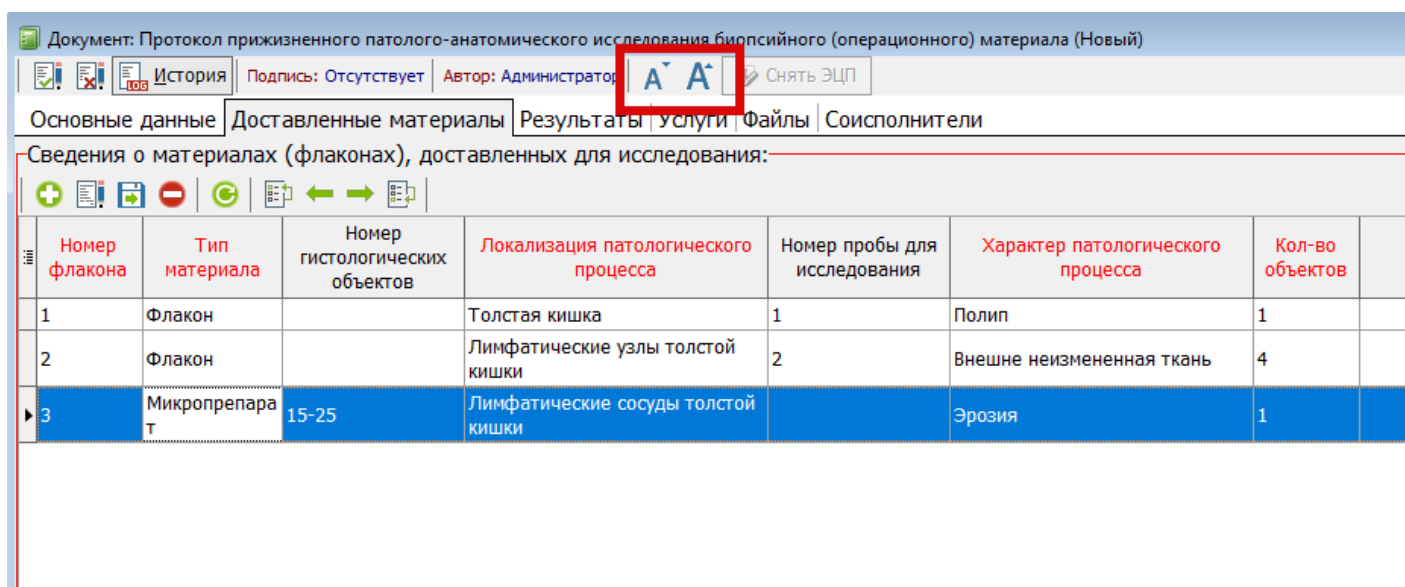 Документ: Протокол прижизненного патолого-анатомического исследования биопсийного (операционного) материала (Новый)
LOG История Подпись: Отсутствует Автор: Администратор A A Снять ЭЦП
Основные данные Доставленные материалы Результаты Услуги Файлы Соисполнители
Сведения о материалах (флаконах), доставленных для исследования:
Номер флакона Тип материала Номер гистологических объектов Локализация патологического процесса Номер пробы для исследования Характер патологического процесса Кол-во объектов
1 Флакон Толстая кишка 1 Полип 1
2 Флакон Лимфатические узлы толстой кишки 2 Внешне неизмененная ткань 4
3 Микропрепарат 15-25 Лимфатические сосуды толстой кишки Эрозия 1